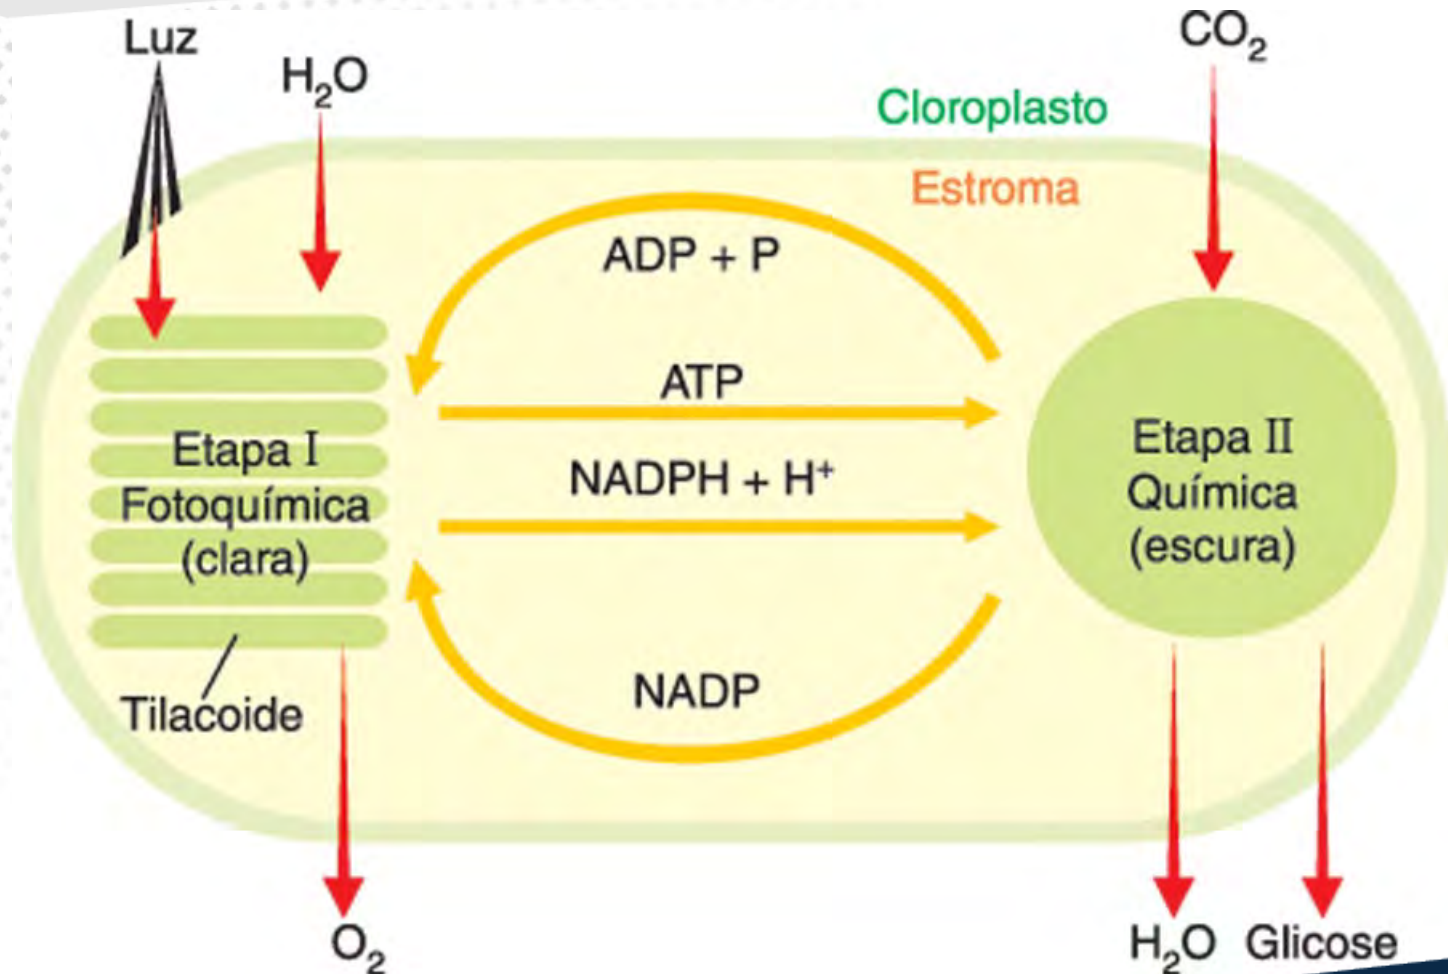 Luz
H₂O
CO₂
Cloroplasto
Estroma
ADP + P
ATP
NADPH + H⁺
NADP
Etapa I
Fotoquímica
(clara)
Etapa II
Química
(escura)
Tilacoide
O₂
H₂O
Glicose